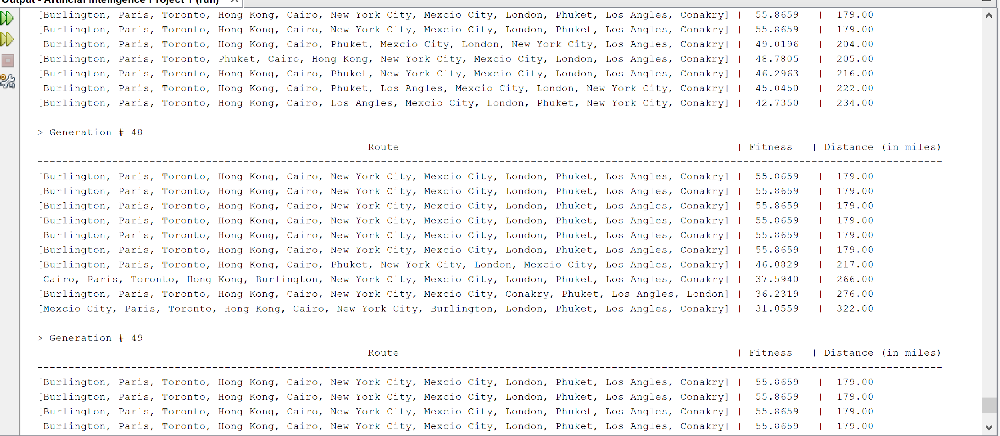 Output - Artificial Intelligence Project 1 (run)
[Burlington, Paris, Toronto, Hong Kong, Cairo, New York City, Mexcio City, London, Phuket, Los Angles, Conakry] | 55.8659 | 179.00
[Burlington, Paris, Toronto, Hong Kong, Cairo, New York City, Mexcio City, London, Phuket, Los Angles, Conakry] | 55.8659 | 179.00
[Burlington, Paris, Toronto, Hong Kong, Cairo, Phuket, Mexcio City, London, New York City, Los Angles, Conakry] | 49.0196 | 204.00
[Burlington, Paris, Toronto, Phuket, Cairo, Hong Kong, New York City, Mexcio City, London, Los Angles, Conakry] | 48.7805 | 205.00
[Burlington, Paris, Toronto, Hong Kong, Cairo, Phuket, New York City, Mexcio City, London, Los Angles, Conakry] | 46.2963 | 216.00
[Burlington, Paris, Toronto, Hong Kong, Cairo, Phuket, Los Angles, Mexcio City, London, New York City, Conakry] | 45.0450 | 222.00
[Burlington, Paris, Toronto, Hong Kong, Cairo, Los Angles, Mexcio City, London, Phuket, New York City, Conakry] | 42.7350 | 234.00
> Generation # 48
Route | Fitness | Distance (in miles)
[Burlington, Paris, Toronto, Hong Kong, Cairo, New York City, Mexcio City, London, Phuket, Los Angles, Conakry] | 55.8659 | 179.00
[Burlington, Paris, Toronto, Hong Kong, Cairo, New York City, Mexcio City, London, Phuket, Los Angles, Conakry] | 55.8659 | 179.00
[Burlington, Paris, Toronto, Hong Kong, Cairo, New York City, Mexcio City, London, Phuket, Los Angles, Conakry] | 55.8659 | 179.00
[Burlington, Paris, Toronto, Hong Kong, Cairo, New York City, Mexcio City, London, Phuket, Los Angles, Conakry] | 55.8659 | 179.00
[Burlington, Paris, Toronto, Hong Kong, Cairo, New York City, Mexcio City, London, Phuket, Los Angles, Conakry] | 55.8659 | 179.00
[Burlington, Paris, Toronto, Hong Kong, Cairo, New York City, Mexcio City, London, Phuket, Los Angles, Conakry] | 55.8659 | 179.00
[Burlington, Paris, Toronto, Hong Kong, Cairo, Phuket, New York City, London, Mexcio City, Los Angles, Conakry] | 46.0829 | 217.00
[Cairo, Paris, Toronto, Hong Kong, Burlington, New York City, Mexcio City, London, Phuket, Los Angles, Conakry] | 37.5940 | 266.00
[Burlington, Paris, Toronto, Hong Kong, Cairo, New York City, Mexcio City, Conakry, Phuket, Los Angles, London] | 36.2319 | 276.00
[Mexcio City, Paris, Toronto, Hong Kong, Cairo, New York City, Burlington, London, Phuket, Los Angles, Conakry] | 31.0559 | 322.00
> Generation # 49
Route | Fitness | Distance (in miles)
[Burlington, Paris, Toronto, Hong Kong, Cairo, New York City, Mexcio City, London, Phuket, Los Angles, Conakry] | 55.8659 | 179.00
[Burlington, Paris, Toronto, Hong Kong, Cairo, New York City, Mexcio City, London, Phuket, Los Angles, Conakry] | 55.8659 | 179.00
[Burlington, Paris, Toronto, Hong Kong, Cairo, New York City, Mexcio City, London, Phuket, Los Angles, Conakry] | 55.8659 | 179.00
[Burlington, Paris, Toronto, Hong Kong, Cairo, New York City, Mexcio City, London, Phuket, Los Angles, Conakry] | 55.8659 | 179.00